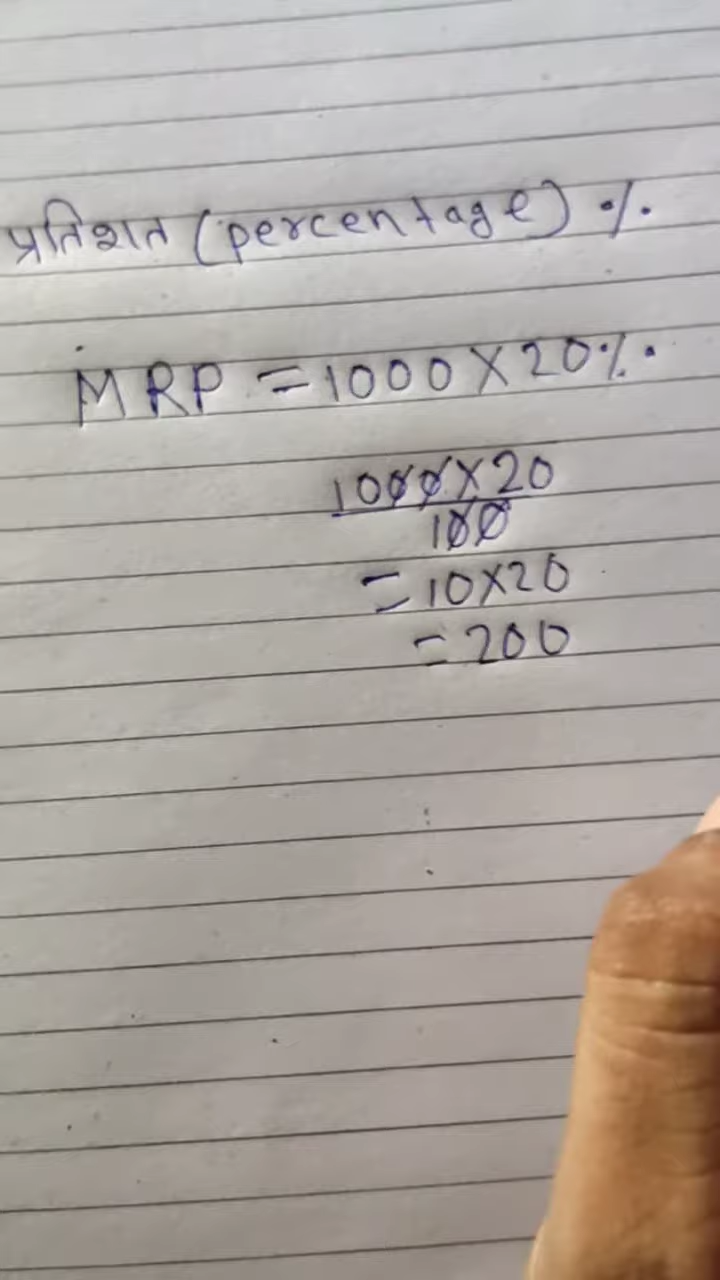 प्रतिशत (percentage) %
MRP = 1000 X 20%
1000 X 20
100
= 10 X 20
= 200